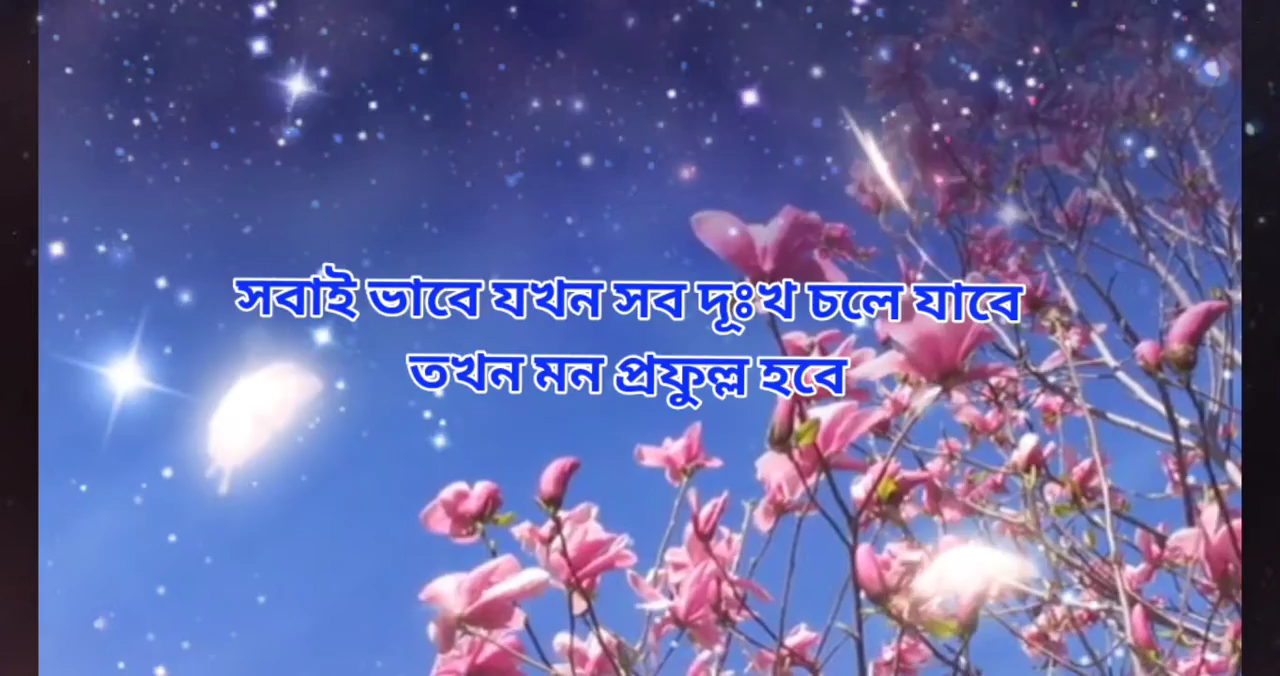 সবাই ভাবে যখন সব দূঃখ চলে যাবে
তখন মন প্রফুল্ল হবে